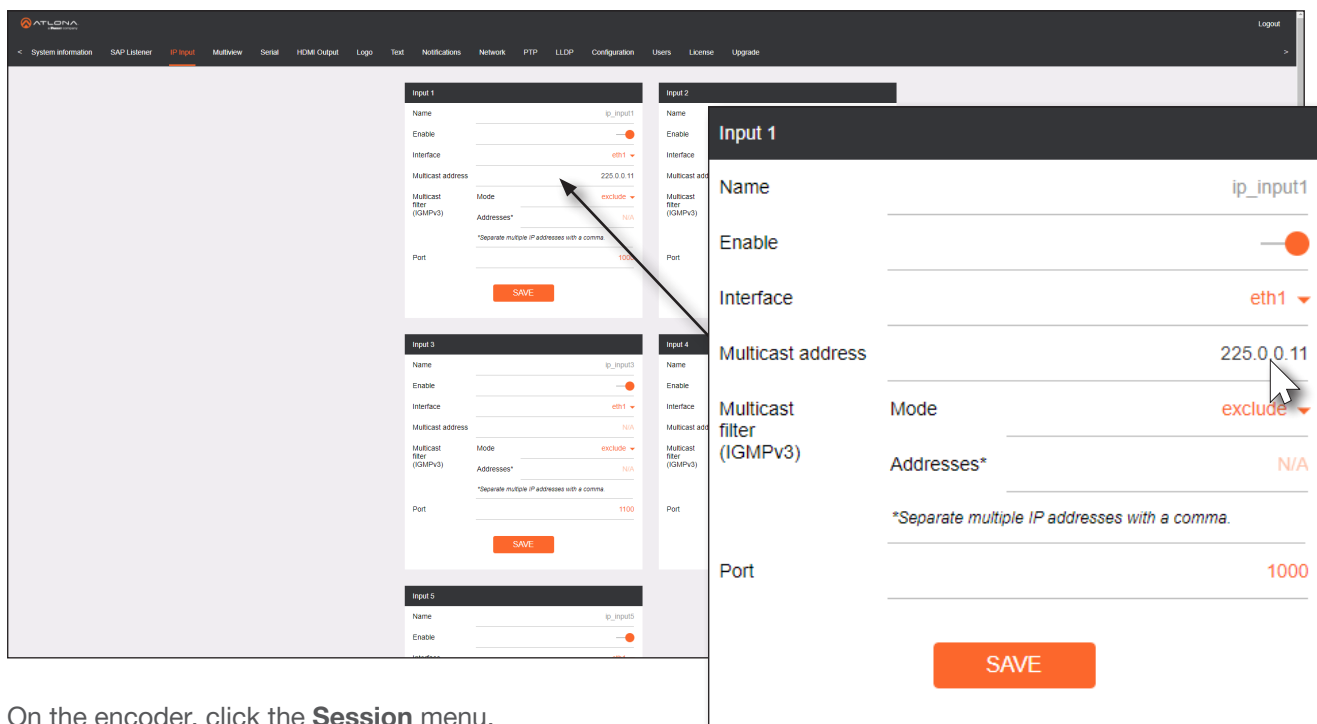 ATLONA
Logout
< System information SAP Listener IP Input Multiview Serial HDMI Output Logo Text Notifications Network PTP LLDP Configuration Users License Upgrade >
Input 1
Name ip_input1
Enable
Interface eth1
Multicast address 225.0.0.11
Multicast
filter
(IGMPv3)
Mode exclude
Addresses* N/A
*Separate multiple IP addresses with a comma.
Port 1000
SAVE
Input 2
Name
Enable
Interface
Multicast add
Multicast
filter
(IGMPv3)
Port
Input 3
Name ip_input3
Enable
Interface eth1
Multicast address N/A
Multicast
filter
(IGMPv3)
Mode exclude
Addresses* N/A
*Separate multiple IP addresses with a comma.
Port 1100
SAVE
Input 4
Name
Enable
Interface
Multicast add
Multicast
filter
(IGMPv3)
Port
Input 5
Name ip_input5
Enable
Input 1
Name ip_input1
Enable
Interface eth1
Multicast address 225.0.0.11
Multicast
filter
(IGMPv3)
Mode exclude
Addresses* N/A
*Separate multiple IP addresses with a comma.
Port 1000
SAVE
On the encoder, click the Session menu.